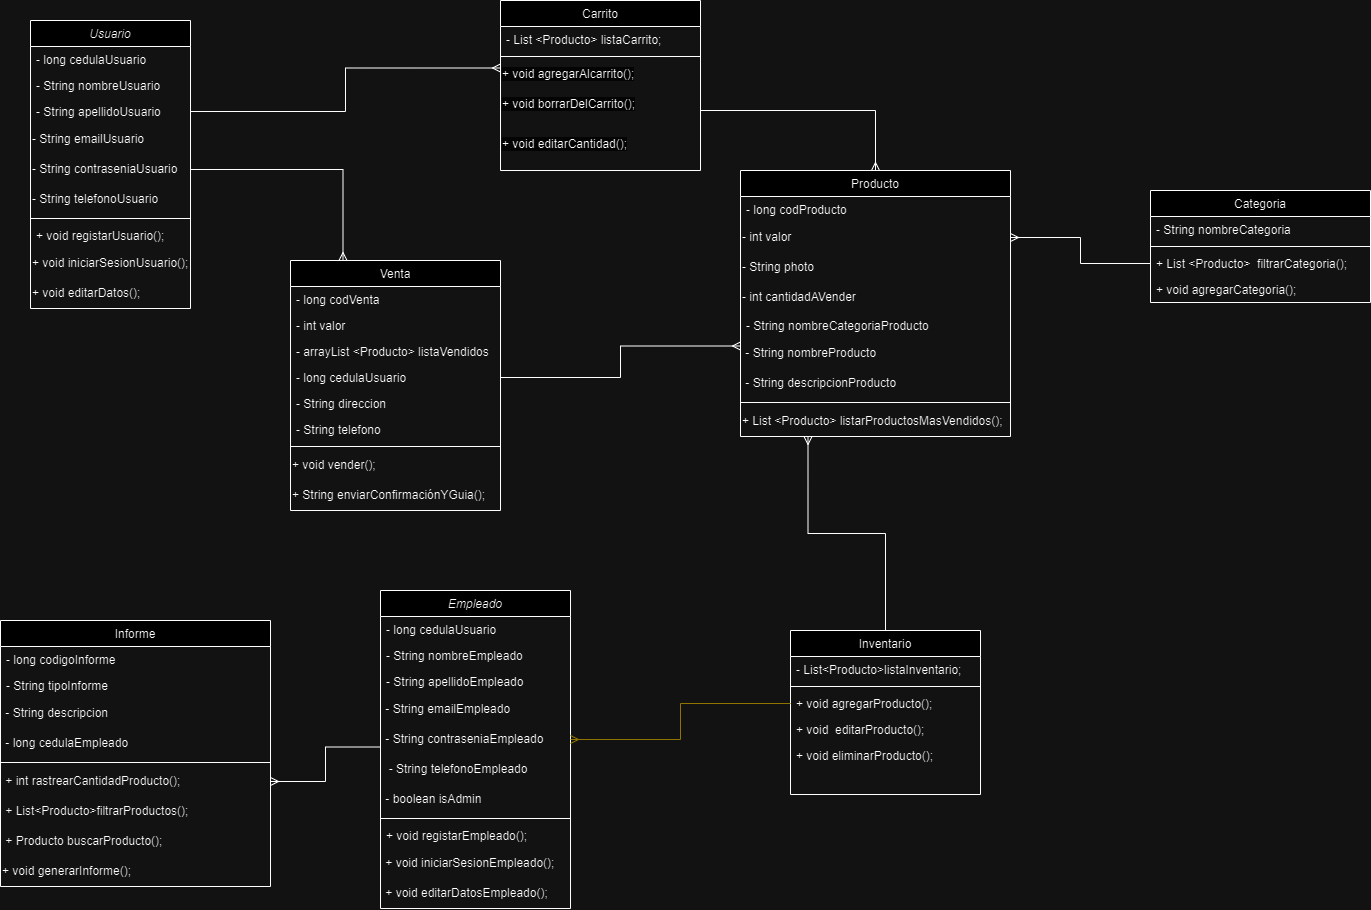 Usuario
- long cedulaUsuario
- String nombreUsuario
- String apellidoUsuario
- String emailUsuario
- String contraseniaUsuario
- String telefonoUsuario
+ void registarUsuario();
+ void iniciarSesionUsuario();
+ void editarDatos();
Carrito
- List <Producto> listaCarrito;
+ void agregarAlcarrito();
+ void borrarDelCarrito();
+ void editarCantidad();
Producto
- long codProducto
- int valor
- String photo
- int cantidadAVender
- String nombreCategoriaProducto
- String nombreProducto
- String descripcionProducto
+ List <Producto> listarProductosMasVendidos();
Categoria
- String nombreCategoria
+ List <Producto> filtrarCategoria();
+ void agregarCategoria();
Venta
- long codVenta
- int valor
- arrayList <Producto> listaVendidos
- long cedulaUsuario
- String direccion
- String telefono
+ void vender();
+ String enviarConfirmaciónYGuia();
Informe
- long codigoInforme
- String tipoInforme
- String descripcion
- long cedulaEmpleado
+ int rastrearCantidadProducto();
+ List<Producto>filtrarProductos();
+ Producto buscarProducto();
+ void generarInforme();
Empleado
- long cedulaUsuario
- String nombreEmpleado
- String apellidoEmpleado
- String emailEmpleado
- String contraseniaEmpleado
- String telefonoEmpleado
- boolean isAdmin
+ void registarEmpleado();
+ void iniciarSesionEmpleado();
+ void editarDatosEmpleado();
Inventario
- List<Producto>listaInventario;
+ void agregarProducto();
+ void editarProducto();
+ void eliminarProducto();